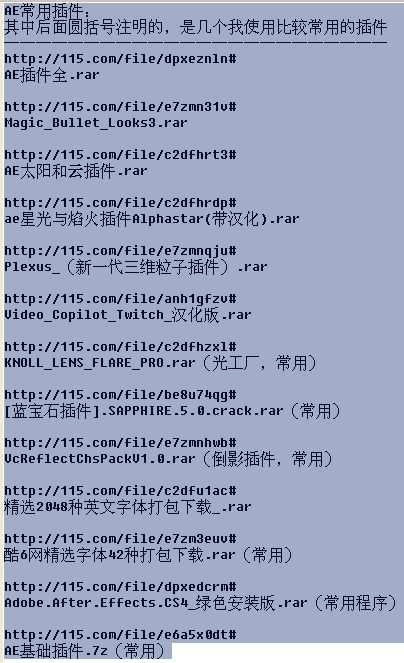 AE常用插件：
其中后面圆括号注明的，是几个我使用比较常用的插件
————————————————————————
http://115.com/file/dpxeznln#
AE插件全.rar
http://115.com/file/e7zmn31v#
Magic_Bullet_Looks3.rar
http://115.com/file/c2dfhrt3#
AE太阳和云插件.rar
http://115.com/file/c2dfhrdp#
ae星光与焰火插件Alphastar(带汉化).rar
http://115.com/file/e7zmnqju#
Plexus_（新一代三维粒子插件）.rar
http://115.com/file/anh1gfzv#
Video_Copilot_Twitch_汉化版.rar
http://115.com/file/c2dfhzxl#
KNOLL_LENS_FLARE_PRO.rar（光工厂，常用）
http://115.com/file/be8u74qg#
[蓝宝石插件].SAPPHIRE.5.0.crack.rar（常用）
http://115.com/file/e7zmnhwb#
VcReflectChsPackV1.0.rar（倒影插件，常用）
http://115.com/file/c2dfu1ac#
精选2048种英文字体打包下载_.rar
http://115.com/file/e7zm3euv#
酷6网精选字体42种打包下载.rar（常用）
http://115.com/file/dpxedcrm#
Adobe.After.Effects.CS4_绿色安装版.rar（常用程序）
http://115.com/file/e6a5x0dt#
AE基础插件.7z（常用）